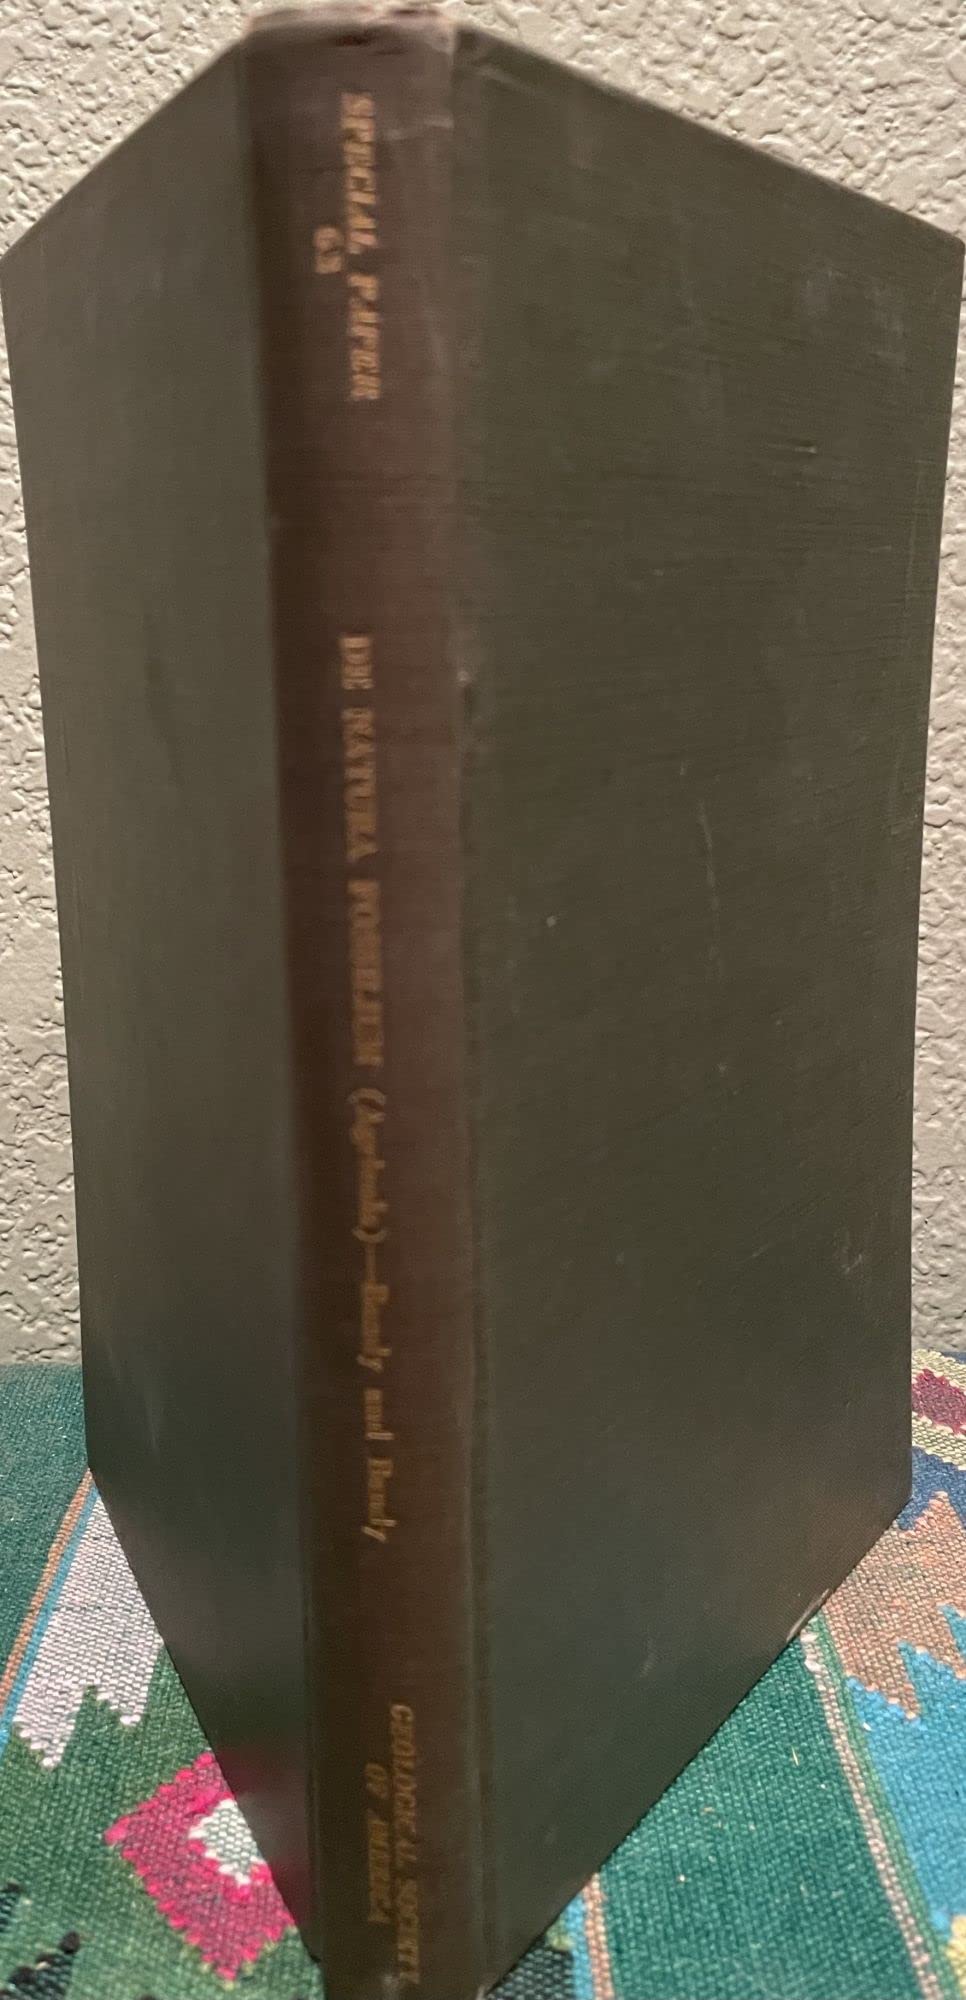 SPECIAL PAPER
63
DE NATURA FOSSILIUM (Agricola)—Bandy and Bandy
GEOLOGICAL SOCIETY
OF AMERICA